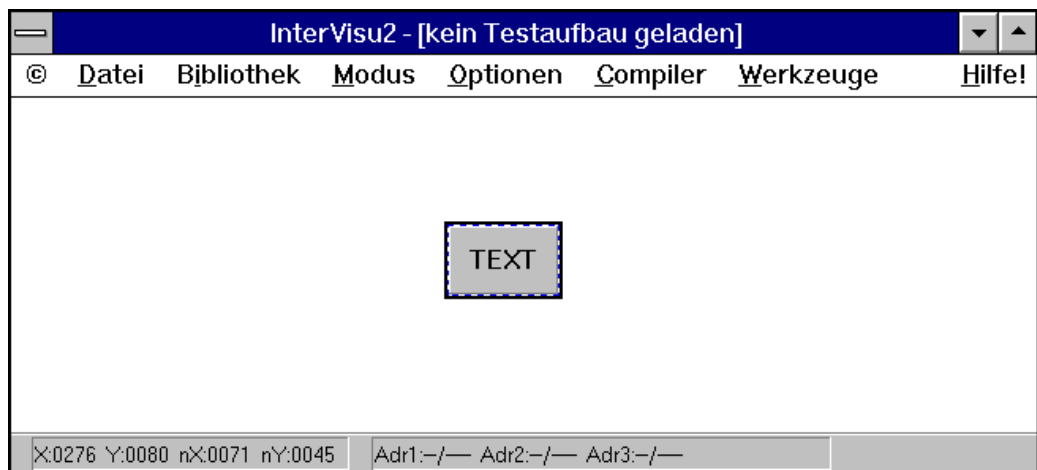 InterVisu2 - [kein Testaufbau geladen]
© Datei Bibliothek Modus Optionen Compiler Werkzeuge Hilfe!
TEXT
X:0276 Y:0080 nX:0071 nY:0045 Adr1:–/–– Adr2:–/–– Adr3:–/––